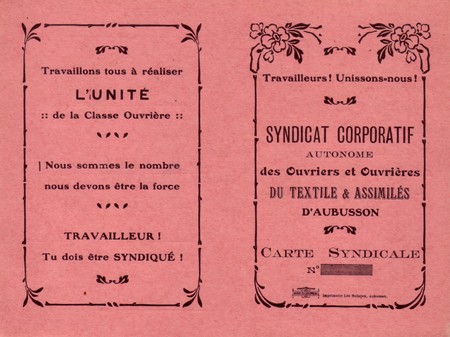 Travaillons tous à réaliser
L'UNITÉ
:: de la Classe Ouvrière ::
Nous sommes le nombre
nous devons être la force
TRAVAILLEUR !
Tu dois être SYNDIQUÉ !
Travailleurs! Unissons-nous!
SYNDICAT CORPORATIF
AUTONOME
des Ouvriers et Ouvrières
DU TEXTILE & ASSIMILÉS
D'AUBUSSON
CARTE SYNDICALE
N°
Imprimerie Aubusson.